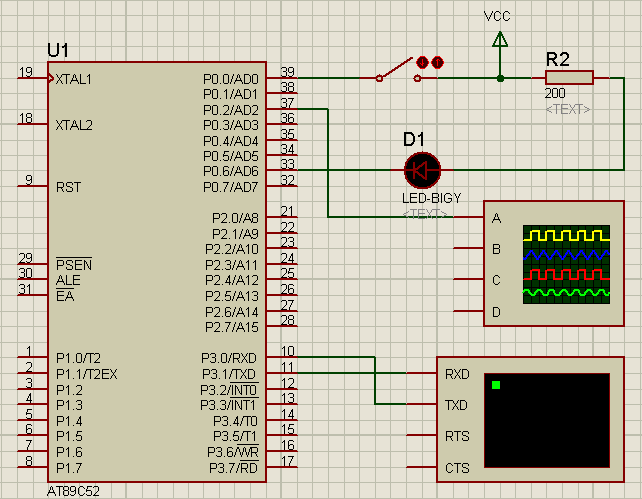 VCC
U1
R2
19 XTAL1 P0.0/AD0 39
P0.1/AD1 38
200
P0.2/AD2 37
<TEXT>
18 XTAL2 P0.3/AD3 36
P0.4/AD4 35
D1
P0.5/AD5 34
P0.6/AD6 33
9 RST P0.7/AD7 32
LED-BIGY
<TEXT>
P2.0/A8 21 A
P2.1/A9 22
P2.2/A10 23 B
29 PSEN P2.3/A11 24
30 ALE P2.4/A12 25 C
31 EA P2.5/A13 26
P2.6/A14 27 D
P2.7/A15 28
1 P1.0/T2 P3.0/RXD 10
2 P1.1/T2EX P3.1/TXD 11 RXD
3 P1.2 P3.2/INT0 12
4 P1.3 P3.3/INT1 13 TXD
5 P1.4 P3.4/T0 14
6 P1.5 P3.5/T1 15 RTS
7 P1.6 P3.6/WR 16
8 P1.7 P3.7/RD 17 CTS
AT89C52